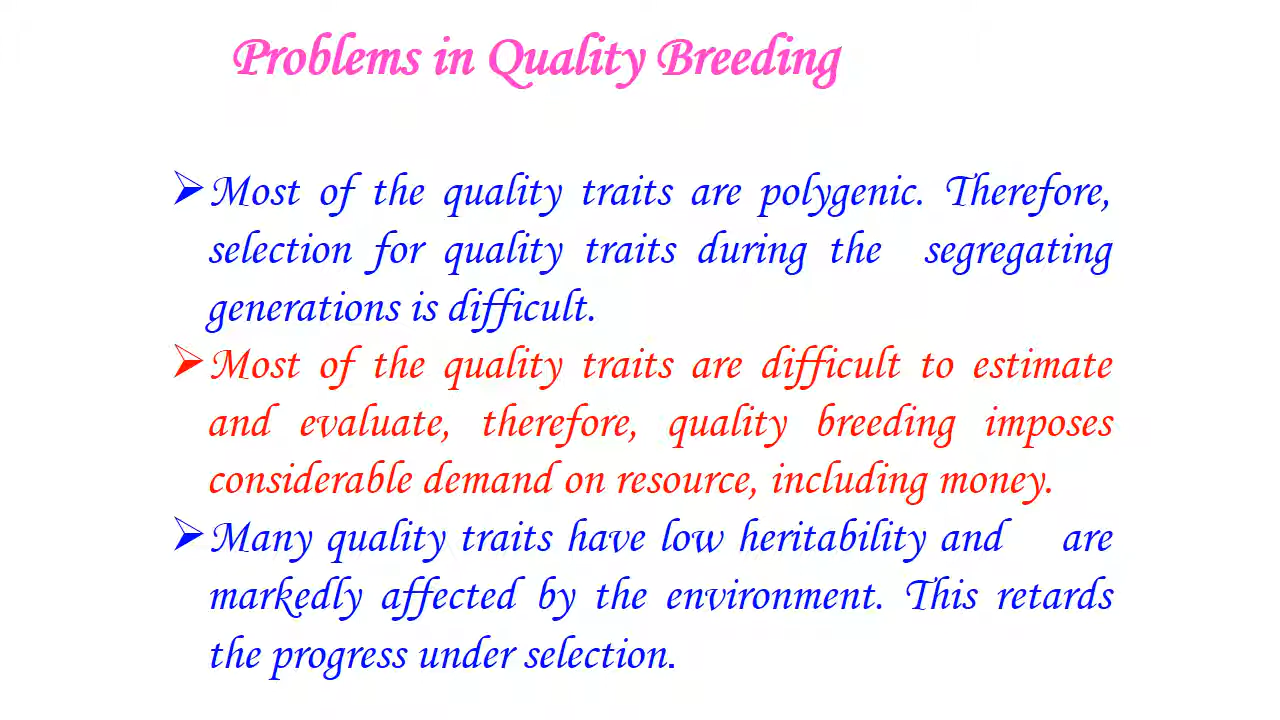 Problems in Quality Breeding
➢Most of the quality traits are polygenic. Therefore,
selection for quality traits during the segregating
generations is difficult.
➢Most of the quality traits are difficult to estimate
and evaluate, therefore, quality breeding imposes
considerable demand on resource, including money.
➢Many quality traits have low heritability and are
markedly affected by the environment. This retards
the progress under selection.